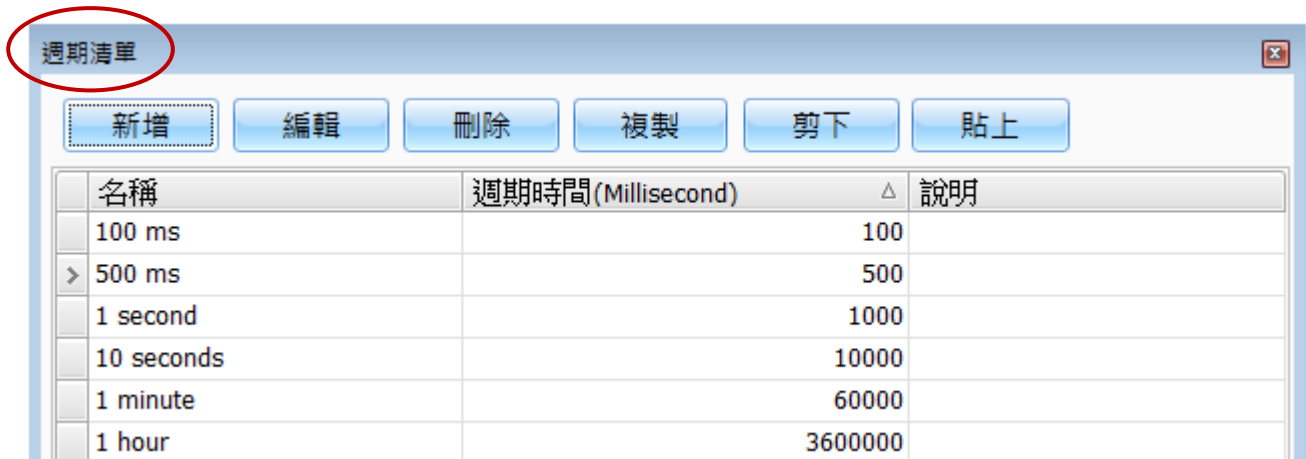 週期清單
新增 編輯 刪除 複製 剪下 貼上
名稱 週期時間(Millisecond) 說明
100 ms 100
500 ms 500
1 second 1000
10 seconds 10000
1 minute 60000
1 hour 3600000